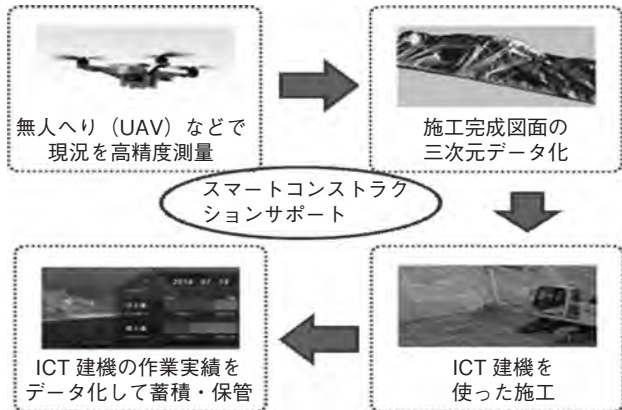 無人へり（UAV）などで
現況を高精度測量
施工完成図面の
三次元データ化
スマートコンストラク
ションサポート
ICT 建機を
使った施工
ICT 建機の作業実績を
データ化して蓄積・保管